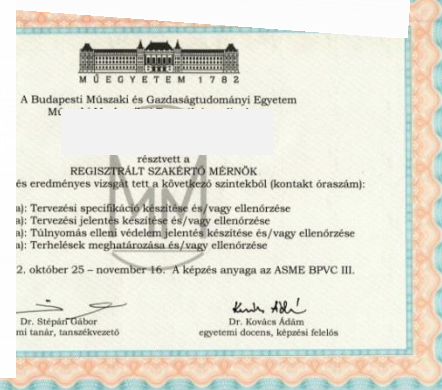 MŰEGYETEM 1782
A Budapesti Műszaki és Gazdaságtudományi Egyetem
résztvett a
REGISZTRÁLT SZAKÉRTŐ MÉRNÖK
és eredményes vizsgát tett a következő szintekből (kontakt óraszám):
a): Tervezési specifikáció készítése és/vagy ellenőrzése
a): Tervezési jelentés készítése és/vagy ellenőrzése
a): Túlnyomás elleni védelem jelentés készítése és/vagy ellenőrzése
a): Terhelések meghatározása és/vagy ellenőrzése
2. október 25 – november 16. A képzés anyaga az ASME BPVC III.
Dr. Stépán Gábor
mi tanár, tanszékvezető
Dr. Kovács Ádám
egyetemi docens, képzési felelős